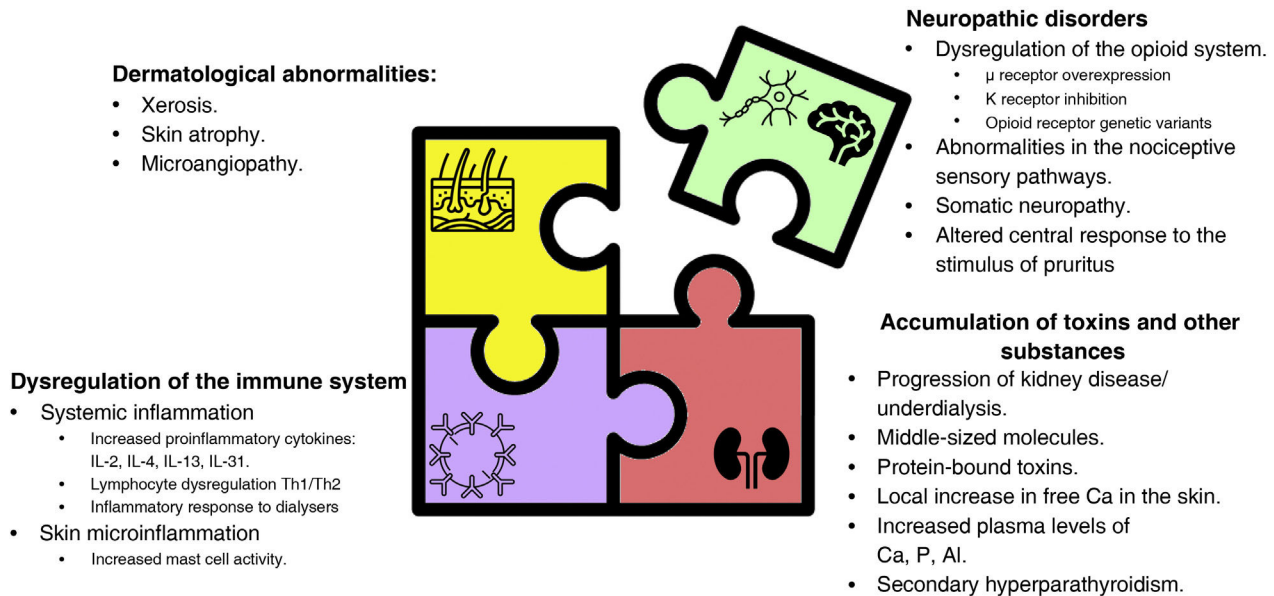 Dermatological abnormalities:
• Xerosis.
• Skin atrophy.
• Microangiopathy.
Neuropathic disorders
• Dysregulation of the opioid system.
• μ receptor overexpression
• K receptor inhibition
• Opioid receptor genetic variants
• Abnormalities in the nociceptive
sensory pathways.
• Somatic neuropathy.
• Altered central response to the
stimulus of pruritus
Dysregulation of the immune system
• Systemic inflammation
• Increased proinflammatory cytokines:
IL-2, IL-4, IL-13, IL-31.
• Lymphocyte dysregulation Th1/Th2
• Inflammatory response to dialysers
• Skin microinflammation
• Increased mast cell activity.
Accumulation of toxins and other
substances
• Progression of kidney disease/
underdialysis.
• Middle-sized molecules.
• Protein-bound toxins.
• Local increase in free Ca in the skin.
• Increased plasma levels of
Ca, P, Al.
• Secondary hyperparathyroidism.